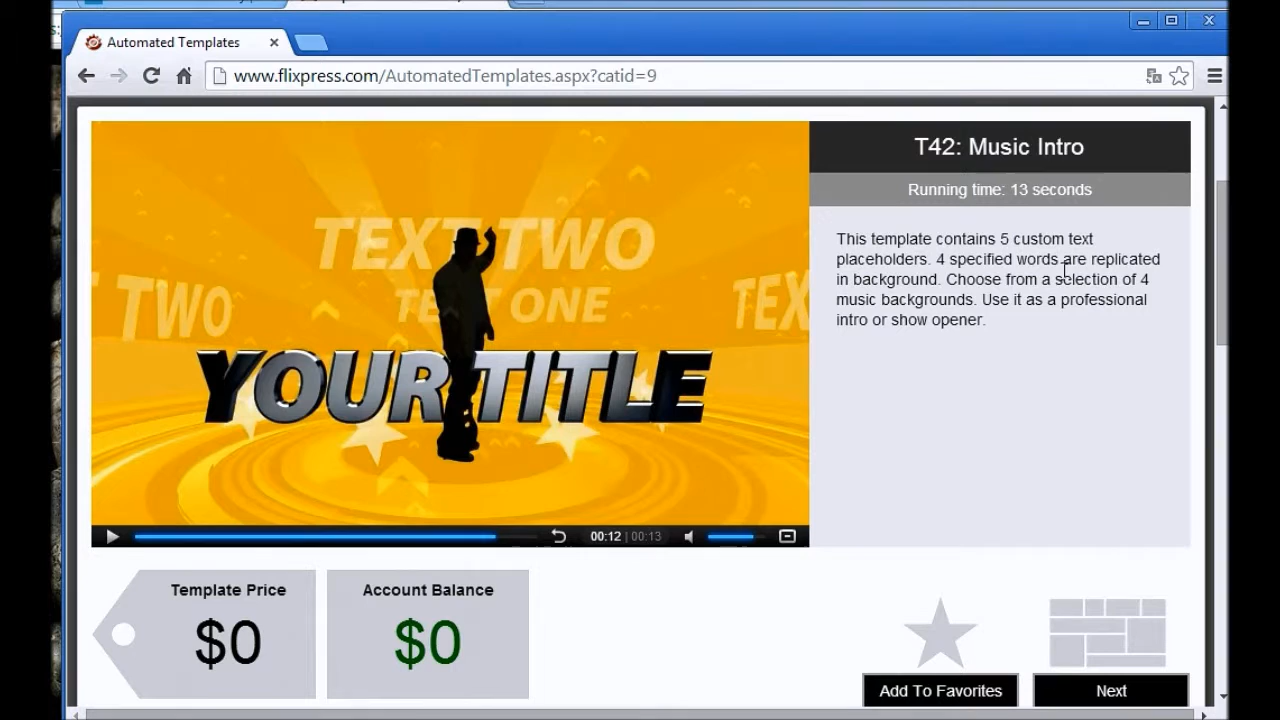 Automated Templates
www.flixpress.com/AutomatedTemplates.aspx?catid=9
T42: Music Intro
Running time: 13 seconds
This template contains 5 custom text
placeholders. 4 specified words are replicated
in background. Choose from a selection of 4
music backgrounds. Use it as a professional
intro or show opener.
TEXT TWO
TEXT ONE
TWO
TEX
YOUR TITLE
00:12 | 00:13
Template Price
$0
Account Balance
$0
Add To Favorites
Next